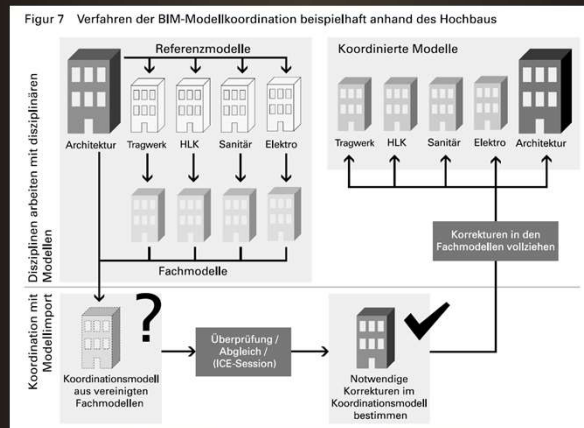 Figur 7 Verfahren der BIM-Modellkoordination beispielhaft anhand des Hochbaus
Disziplinen arbeiten mit disziplinären
Modellen
Referenzmodelle
Architektur
Tragwerk
HLK
Sanitär
Elektro
Fachmodelle
Koordinierte Modelle
Tragwerk
HLK
Sanitär
Elektro
Architektur
Korrekturen in den
Fachmodellen vollziehen
Koordination mit
Modellimport
?
Koordinationsmodell
aus vereinigten
Fachmodellen
Überprüfung /
Abgleich /
(ICE-Session)
Notwendige
Korrekturen im
Koordinationsmodell
bestimmen